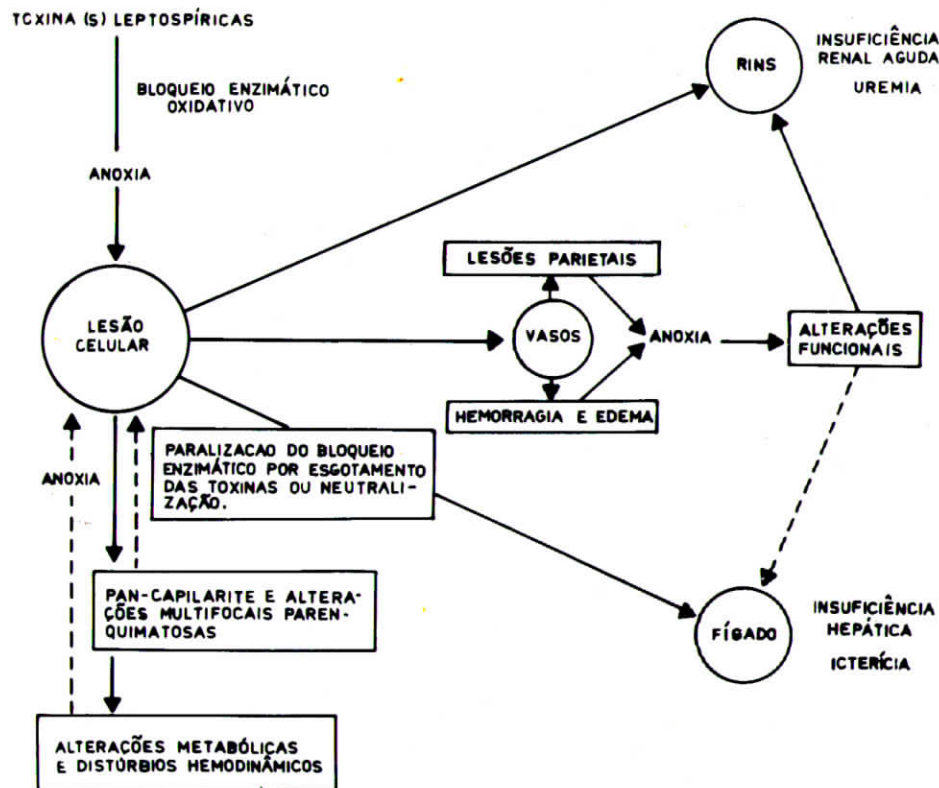 TOXINA (S) LEPTOSPÍRICAS
BLOQUEIO ENZIMÁTICO
OXIDATIVO
ANOXIA
LESÃO
CELULAR
RINS
INSUFICIÊNCIA
RENAL AGUDA
UREMIA
LESÕES PARIETAIS
VASOS
ANOXIA
HEMORRAGIA E EDEMA
ALTERAÇÕES
FUNCIONAIS
PARALIZACAO DO BLOQUEIO
ENZIMÁTICO POR ESGOTAMENTO
DAS TOXINAS OU NEUTRALI-
ZAÇÃO.
ANOXIA
PAN-CAPILARITE E ALTERA-
ÇÕES MULTIFOCAIS PAREN-
QUIMATOSAS
FÍGADO
INSUFICIÊNCIA
HEPÁTICA
ICTERÍCIA
ALTERAÇÕES METABÓLICAS
E DISTÚRBIOS HEMODINÂMICOS